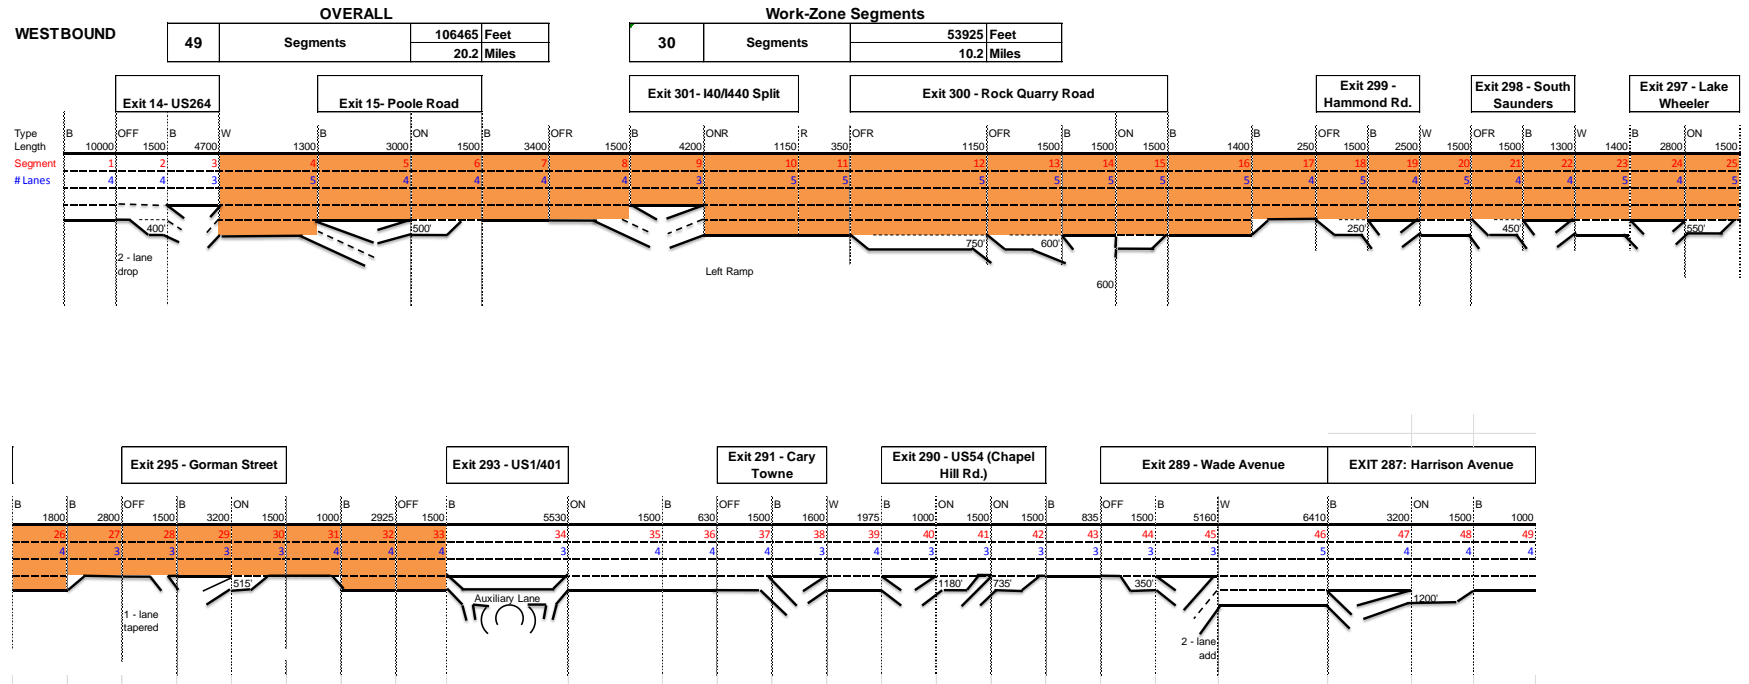 OVERALL
Work-Zone Segments
WESTBOUND
49 Segments 106465 Feet
20.2 Miles
30 Segments 53925 Feet
10.2 Miles
Exit 14- US264
Exit 15- Poole Road
Exit 301- I40/I440 Split
Exit 300 - Rock Quarry Road
Exit 299 -
Hammond Rd.
Exit 298 - South
Saunders
Exit 297 - Lake
Wheeler
Type B OFF B W B ON B OFR B ONR R OFR OFR B ON B B OFR B W OFR B W B ON
Length 10000 1500 4700 1300 3000 1500 3400 1500 4200 1150 350 1150 1500 1500 1500 1400 250 1500 2500 1500 1500 1300 1400 2800 1500
Segment 1 2 3 4 5 6 7 8 9 10 11 12 13 14 15 16 17 18 19 20 21 22 23 24 25
# Lanes 4 4 3 5 4 4 4 4 3 5 5 5 5 5 5 5 4 5 4 5 4 5 4 4 5
400' 500' 750' 600' 250' 450' 550'
2 - lane
drop
Left Ramp
600
Exit 295 - Gorman Street
Exit 293 - US1/401
Exit 291 - Cary
Towne
Exit 290 - US54 (Chapel
Hill Rd.)
Exit 289 - Wade Avenue
EXIT 287: Harrison Avenue
B B OFF B ON B OFF B ON B OFF B W B ON ON B OFF B W B ON B
1800 2800 1500 3200 1500 1000 2925 1500 5530 1500 630 1500 1600 1975 1000 1500 1500 835 1500 5160 6410 3200 1500 1000
26 27 28 29 30 31 32 33 34 35 36 37 38 39 40 41 42 43 44 45 46 47 48 49
4 3 3 3 3 4 4 4 3 4 4 4 3 4 3 3 4 3 3 3 5 4 4 4
515' 1180' 735' 350' 1200'
Auxiliary Lane
1 - lane
tapered
2 - lane
add